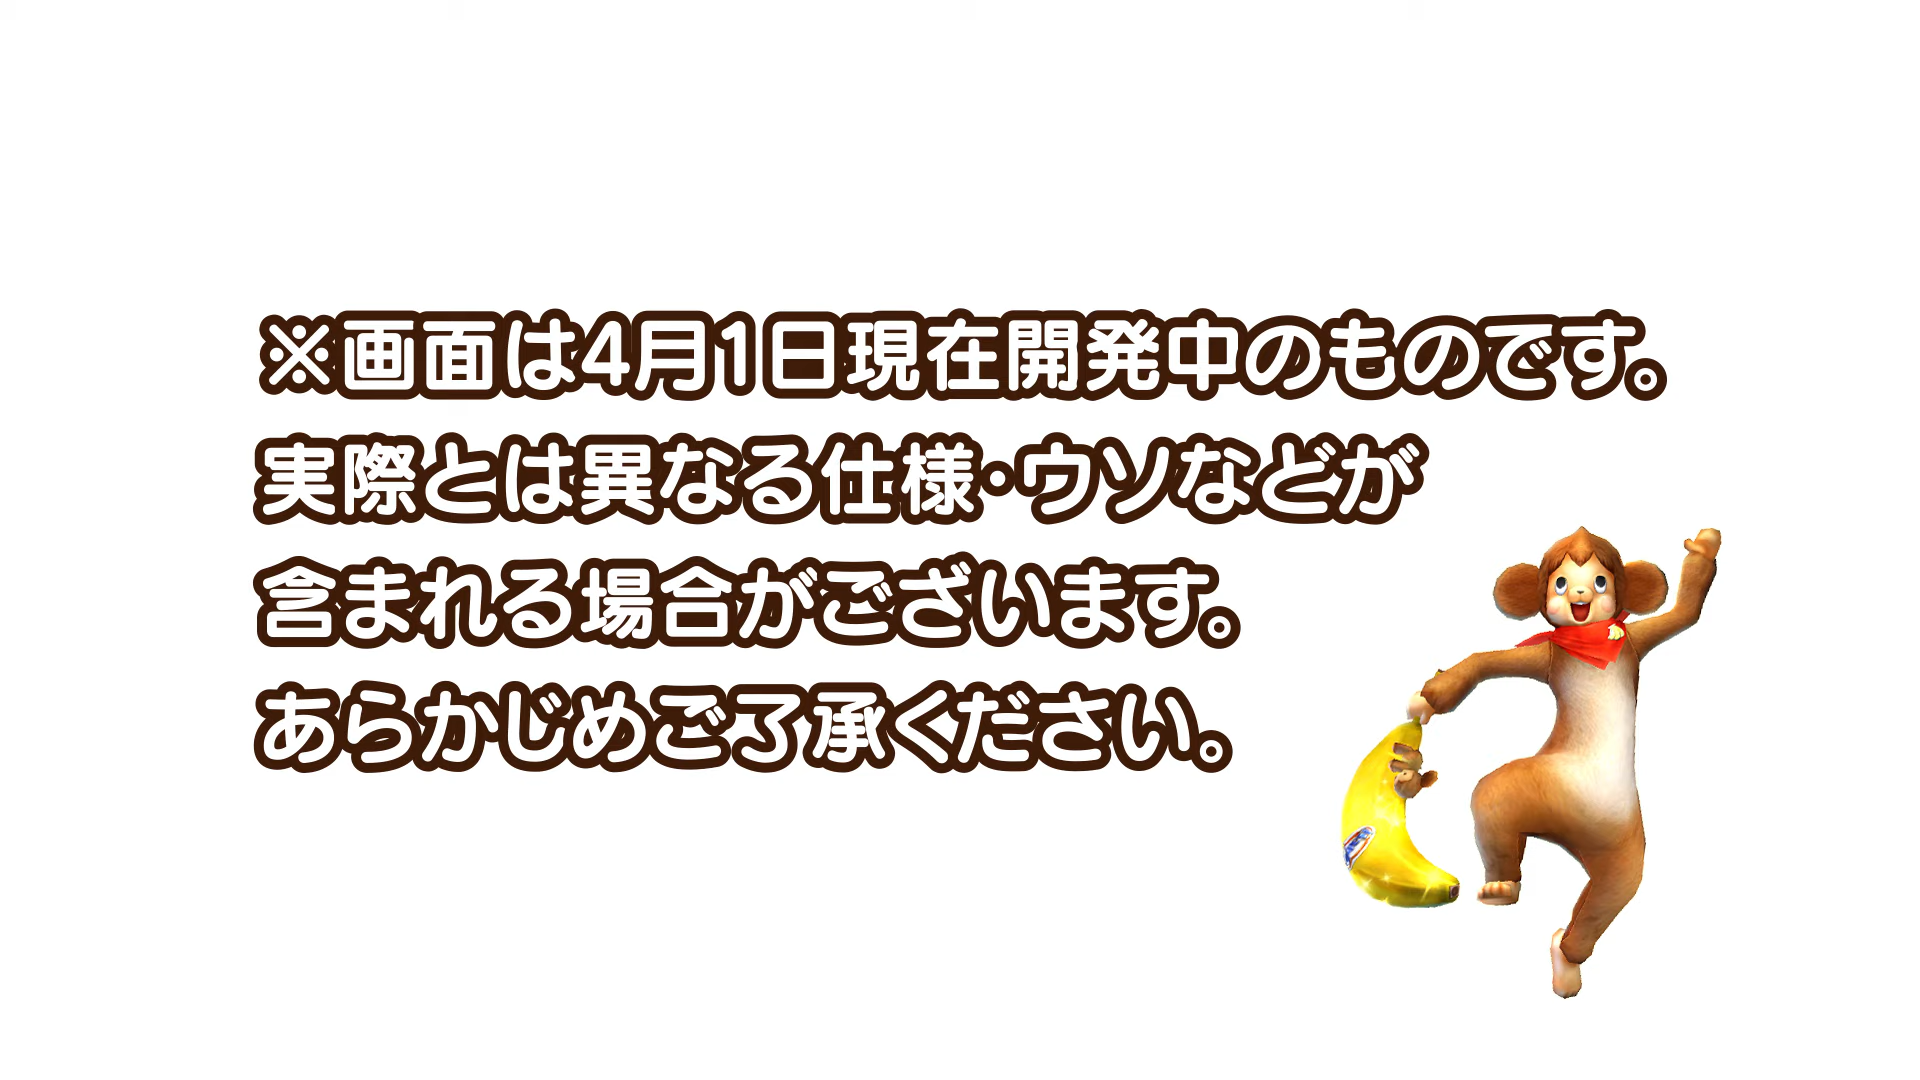 ※画面は4月1日現在開発中のものです。
実際とは異なる仕様・ウソなどが
含まれる場合がございます。
あらかじめご了承ください。